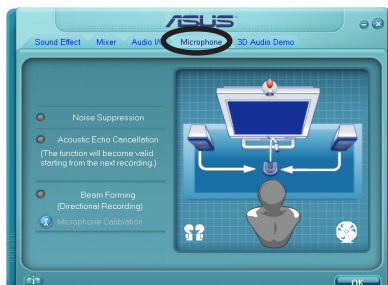 ASUS
Sound Effect Mixer Audio I/O Microphone 3D Audio Demo
Noise Suppression
Acoustic Echo Cancellation
(The function will become valid
starting from the next recording.)
Beam Forming
(Directional Recording)
Microphone Calibration
OK